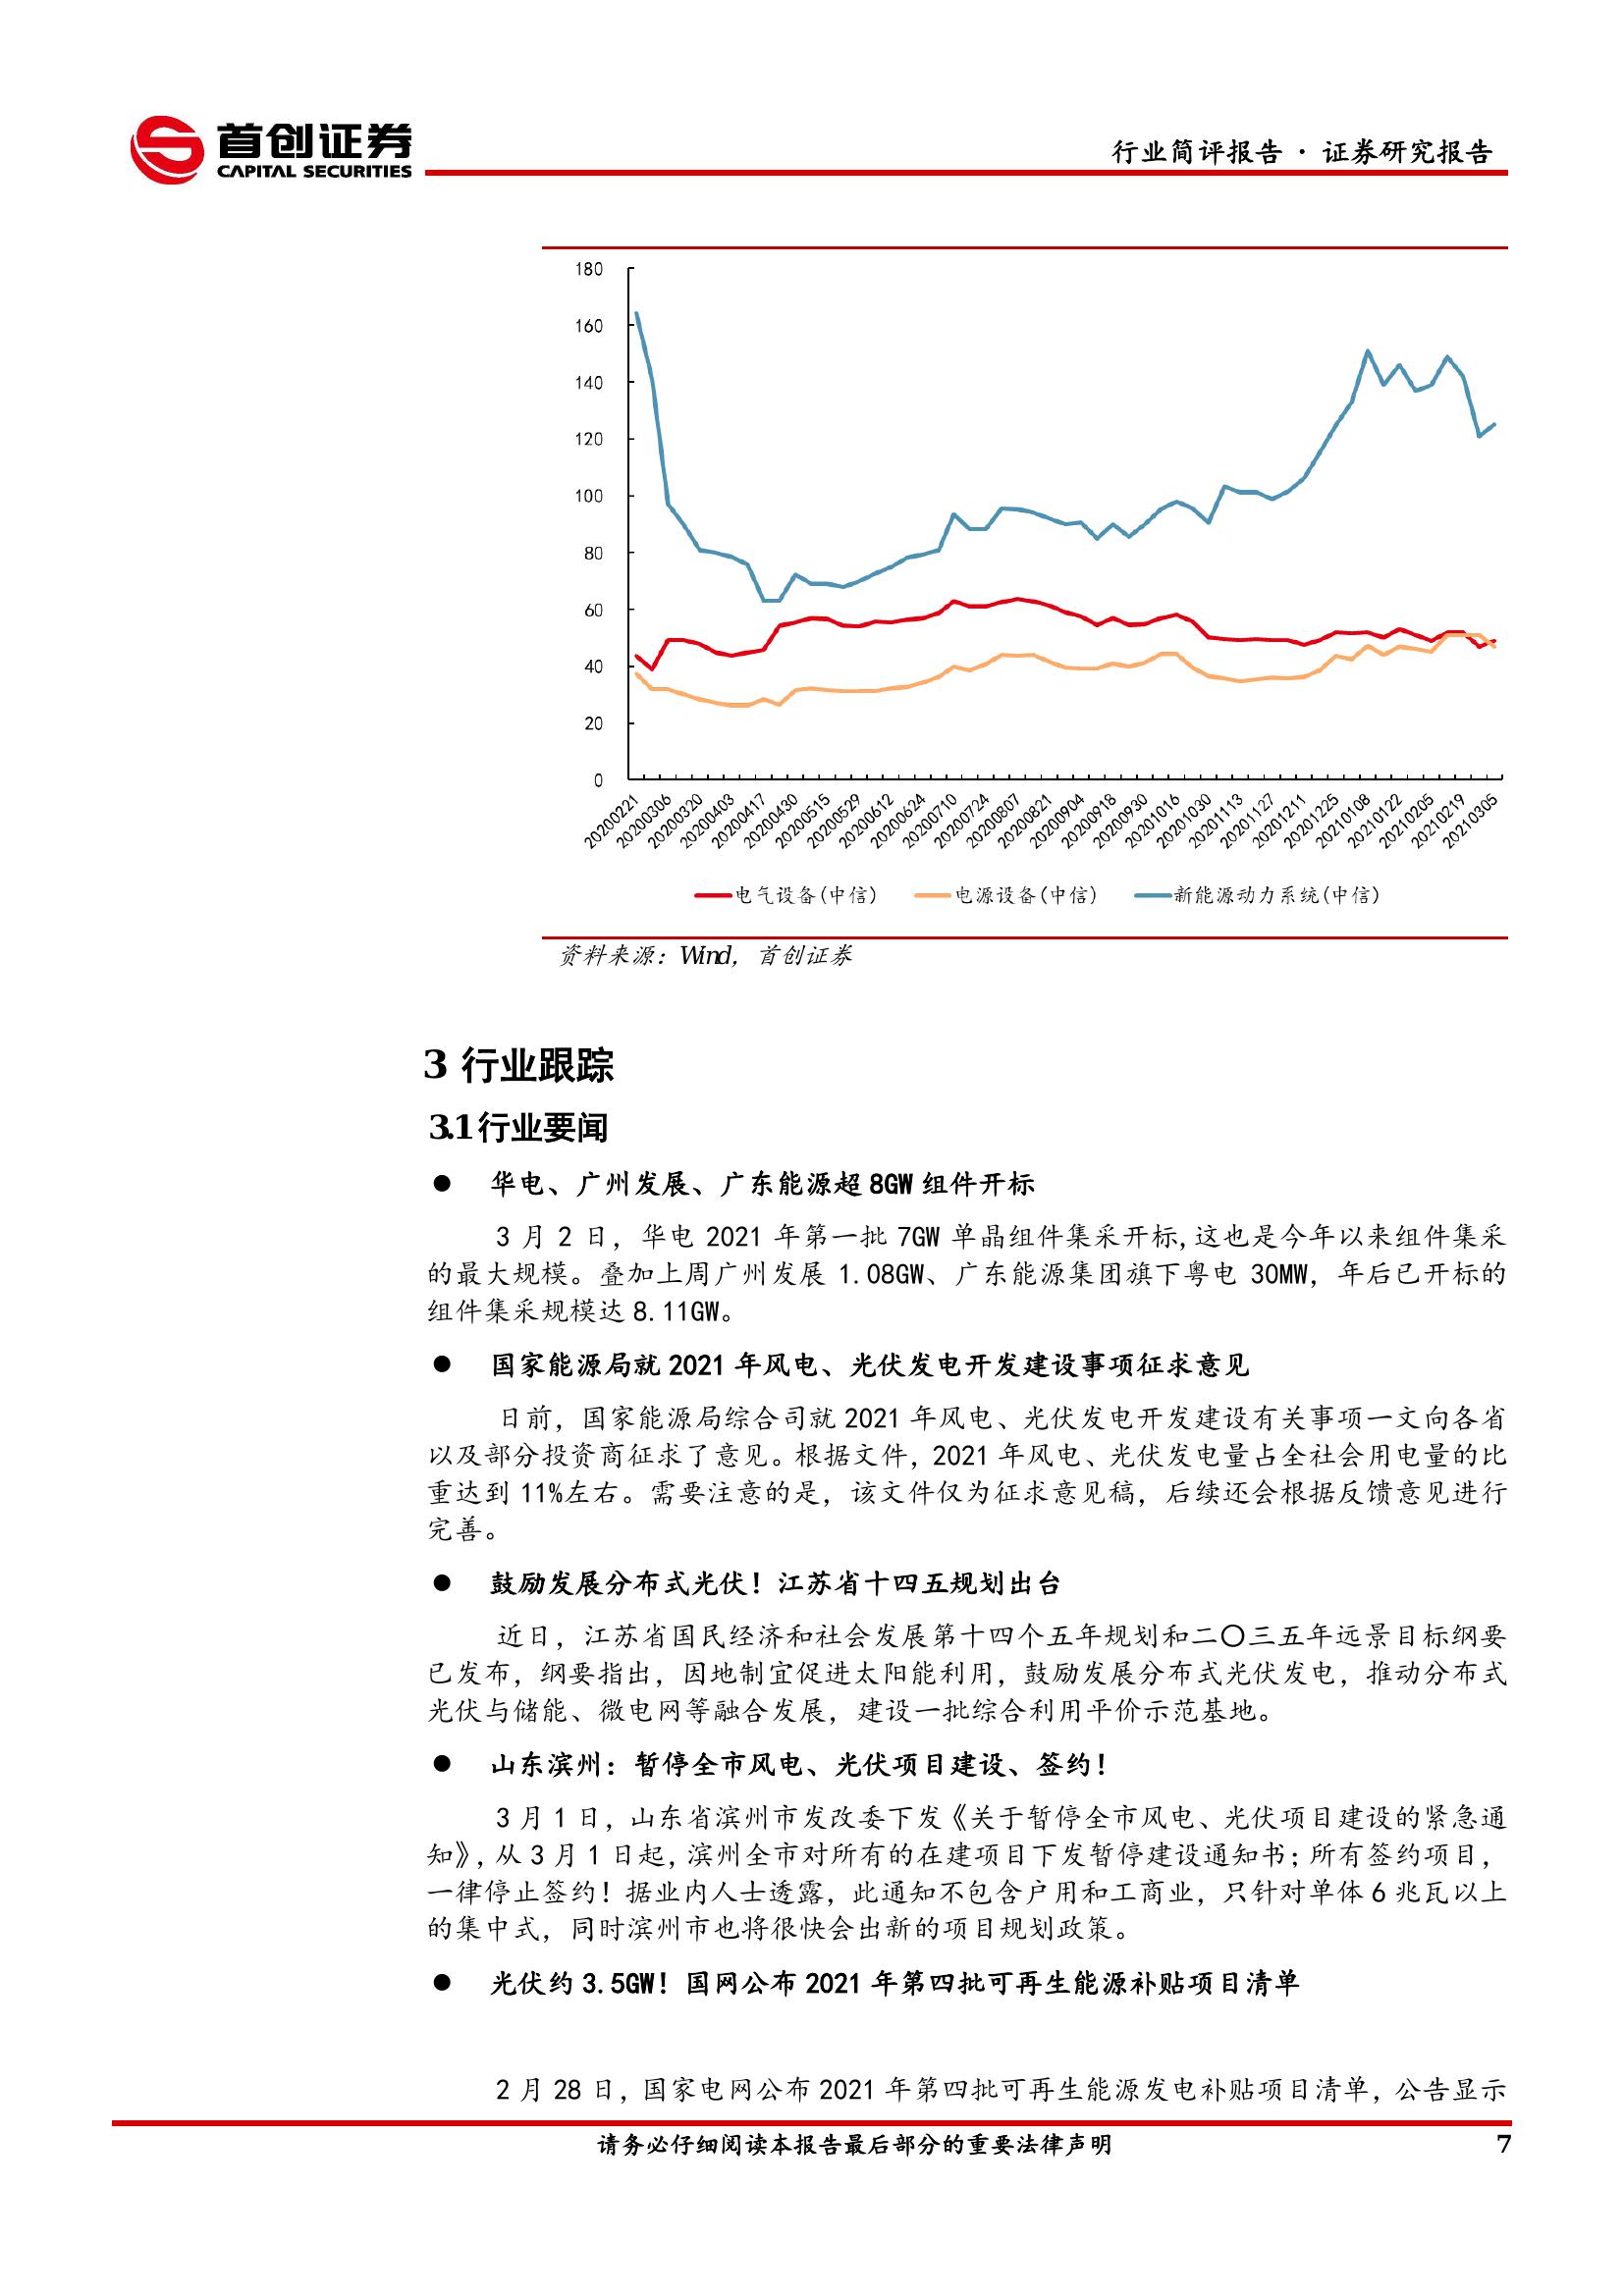 首创证券
CAPITAL SECURITIES
行业简评报告 · 证券研究报告
180
160
140
120
100
80
60
40
20
0
20200221
20200306
20200320
20200403
20200417
20200430
20200515
20200529
20200612
20200624
20200710
20200724
20200807
20200821
20200904
20200918
20200930
20201016
20201030
20201113
20201127
20201211
20201225
20210108
20210122
20210205
20210219
20210305
电气设备(中信) 电源设备(中信) 新能源动力系统(中信)
资料来源：Wind，首创证券
3 行业跟踪
3.1 行业要闻
● 华电、广州发展、广东能源超 8GW 组件开标
3 月 2 日，华电 2021 年第一批 7GW 单晶组件集采开标,这也是今年以来组件集采
的最大规模。叠加上周广州发展 1.08GW、广东能源集团旗下粤电 30MW，年后已开标的
组件集采规模达 8.11GW。
● 国家能源局就 2021 年风电、光伏发电开发建设事项征求意见
日前，国家能源局综合司就 2021 年风电、光伏发电开发建设有关事项一文向各省
以及部分投资商征求了意见。根据文件，2021 年风电、光伏发电量占全社会用电量的比
重达到 11%左右。需要注意的是，该文件仅为征求意见稿，后续还会根据反馈意见进行
完善。
● 鼓励发展分布式光伏！江苏省十四五规划出台
近日，江苏省国民经济和社会发展第十四个五年规划和二〇三五年远景目标纲要
已发布，纲要指出，因地制宜促进太阳能利用，鼓励发展分布式光伏发电，推动分布式
光伏与储能、微电网等融合发展，建设一批综合利用平价示范基地。
● 山东滨州：暂停全市风电、光伏项目建设、签约！
3 月 1 日，山东省滨州市发改委下发《关于暂停全市风电、光伏项目建设的紧急通
知》，从 3 月 1 日起，滨州全市对所有的在建项目下发暂停建设通知书；所有签约项目，
一律停止签约！据业内人士透露，此通知不包含户用和工商业，只针对单体 6 兆瓦以上
的集中式，同时滨州市也将很快会出新的项目规划政策。
● 光伏约 3.5GW！国网公布 2021 年第四批可再生能源补贴项目清单
2 月 28 日，国家电网公布 2021 年第四批可再生能源发电补贴项目清单，公告显示
请务必仔细阅读本报告最后部分的重要法律声明
7